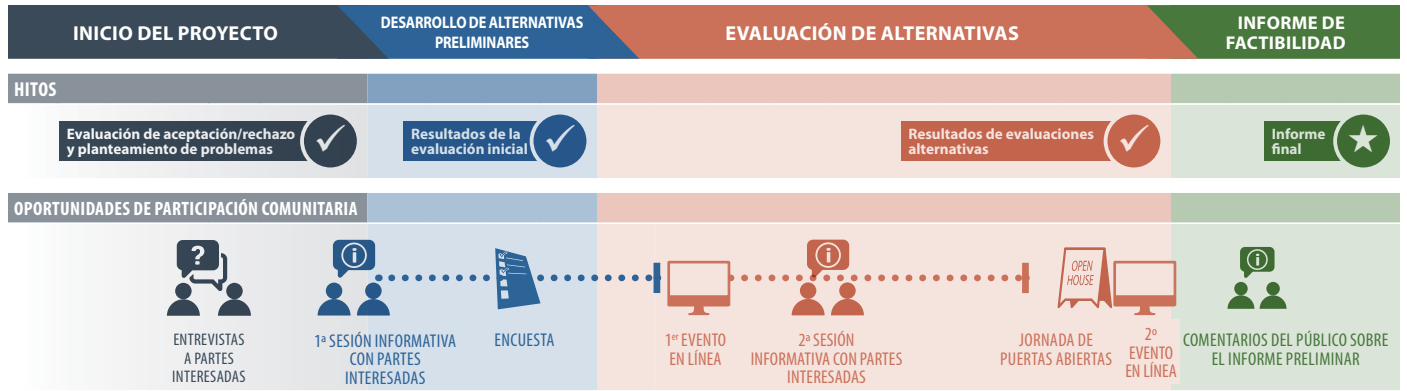 INICIO DEL PROYECTO
DESARROLLO DE ALTERNATIVAS
PRELIMINARES
EVALUACIÓN DE ALTERNATIVAS
INFORME DE
FACTIBILIDAD
HITOS
Evaluación de aceptación/rechazo
y planteamiento de problemas
Resultados de la
evaluación inicial
Resultados de evaluaciones
alternativas
Informe
final
OPORTUNIDADES DE PARTICIPACIÓN COMUNITARIA
?
i
i
OPEN
HOUSE
i
ENTREVISTAS
A PARTES
INTERESADAS
1ª SESIÓN INFORMATIVA
CON PARTES
INTERESADAS
ENCUESTA
1er EVENTO
EN LÍNEA
2ª SESIÓN
INFORMATIVA CON PARTES
INTERESADAS
JORNADA DE
PUERTAS ABIERTAS
2º
EVENTO
EN LÍNEA
COMENTARIOS DEL PÚBLICO SOBRE
EL INFORME PRELIMINAR